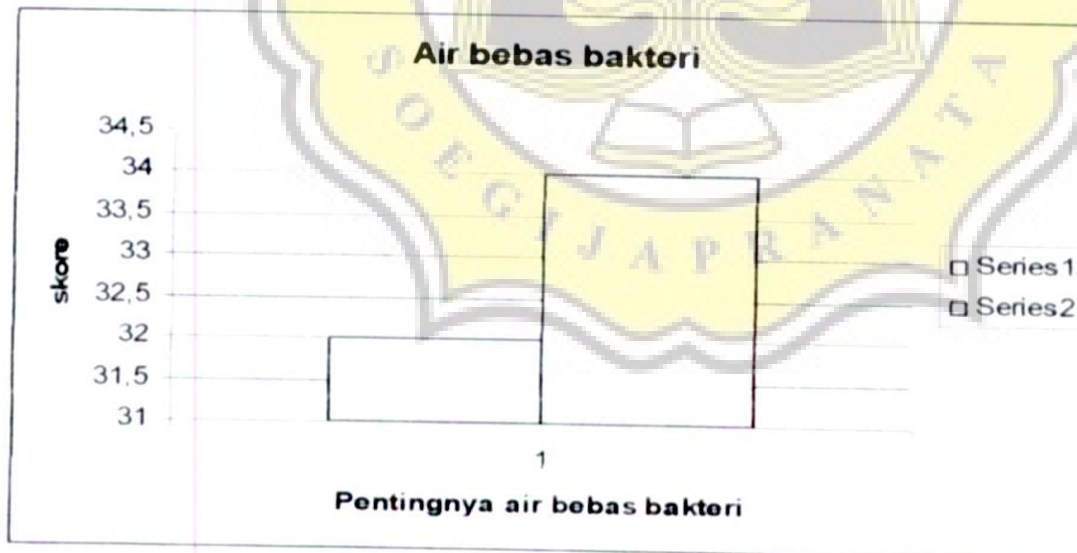 Air bebas bakteri
34,5
34
33,5
33
32,5
32
31,5
31
skore
1
Pentingnya air bebas bakteri
Series1
Series2
SOEGIJAPRANATA